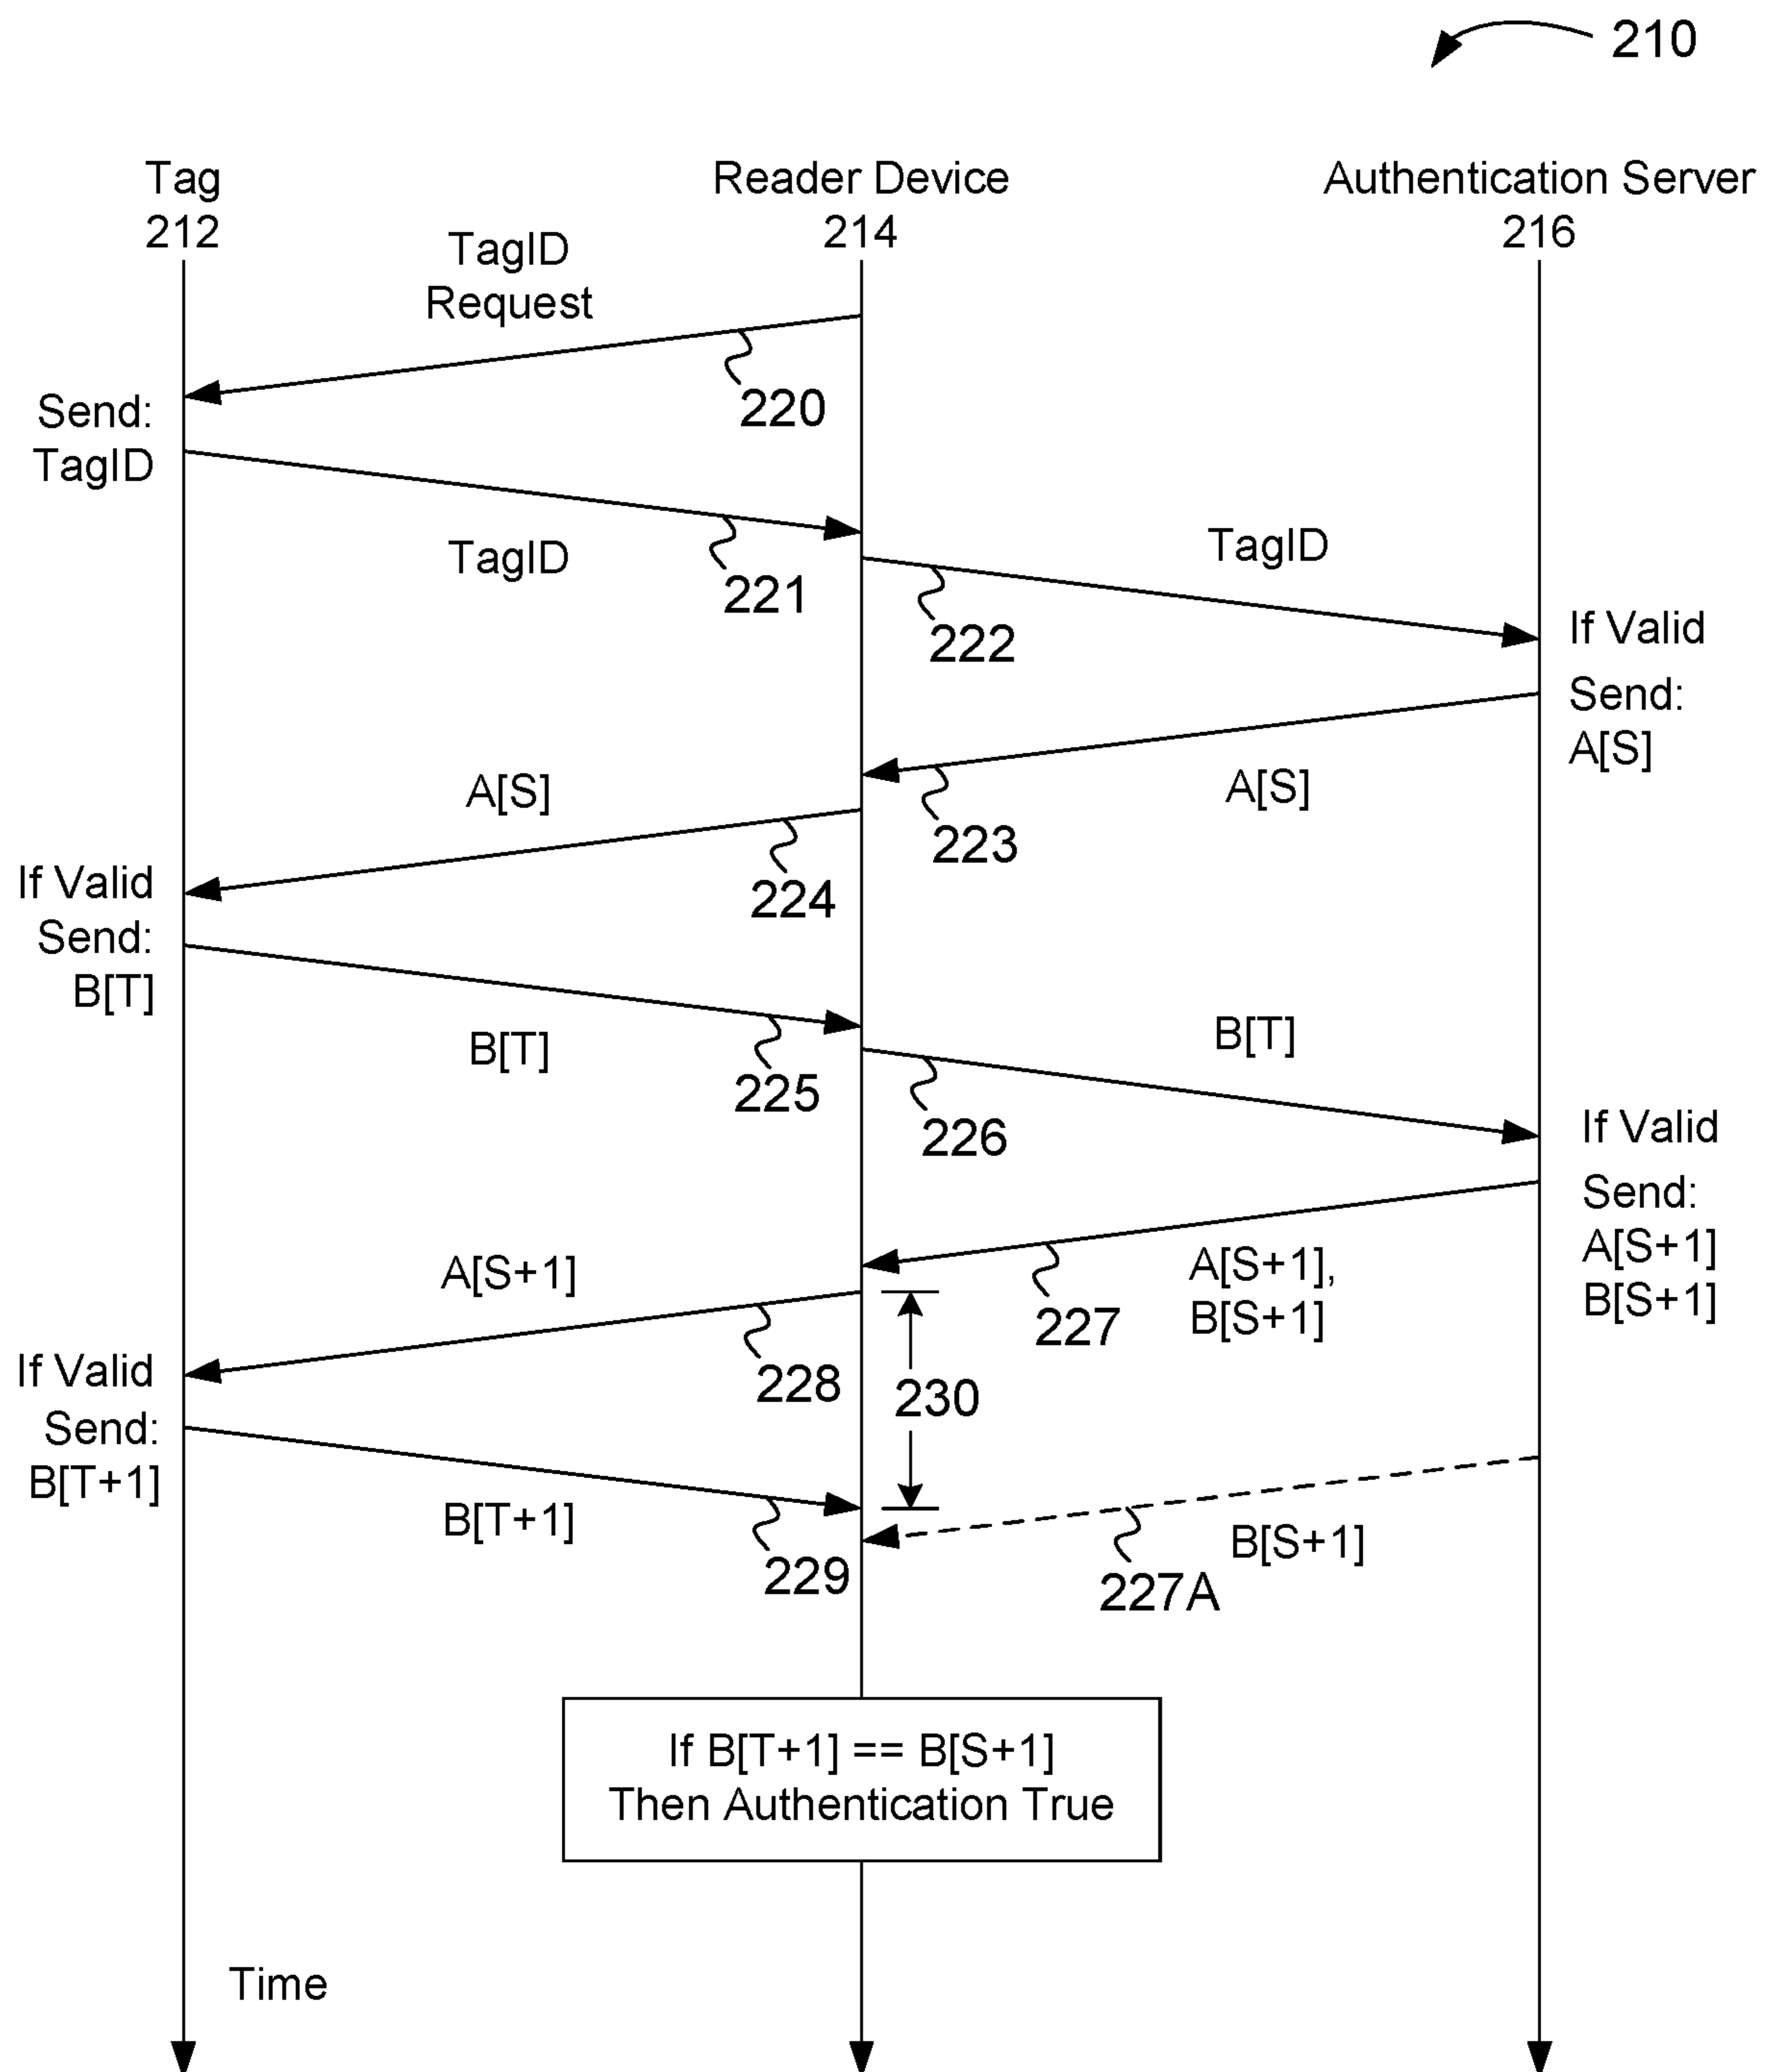 210
Tag
212
Reader Device
214
Authentication Server
216
TagID
Request
220
Send:
TagID
TagID
221
TagID
222
If Valid
Send:
A[S]
A[S]
223
A[S]
224
If Valid
Send:
B[T]
B[T]
225
B[T]
226
If Valid
Send:
A[S+1]
B[S+1]
A[S+1],
B[S+1]
227
A[S+1]
228
230
If Valid
Send:
B[T+1]
B[T+1]
229
B[S+1]
227A
If B[T+1] == B[S+1]
Then Authentication True
Time